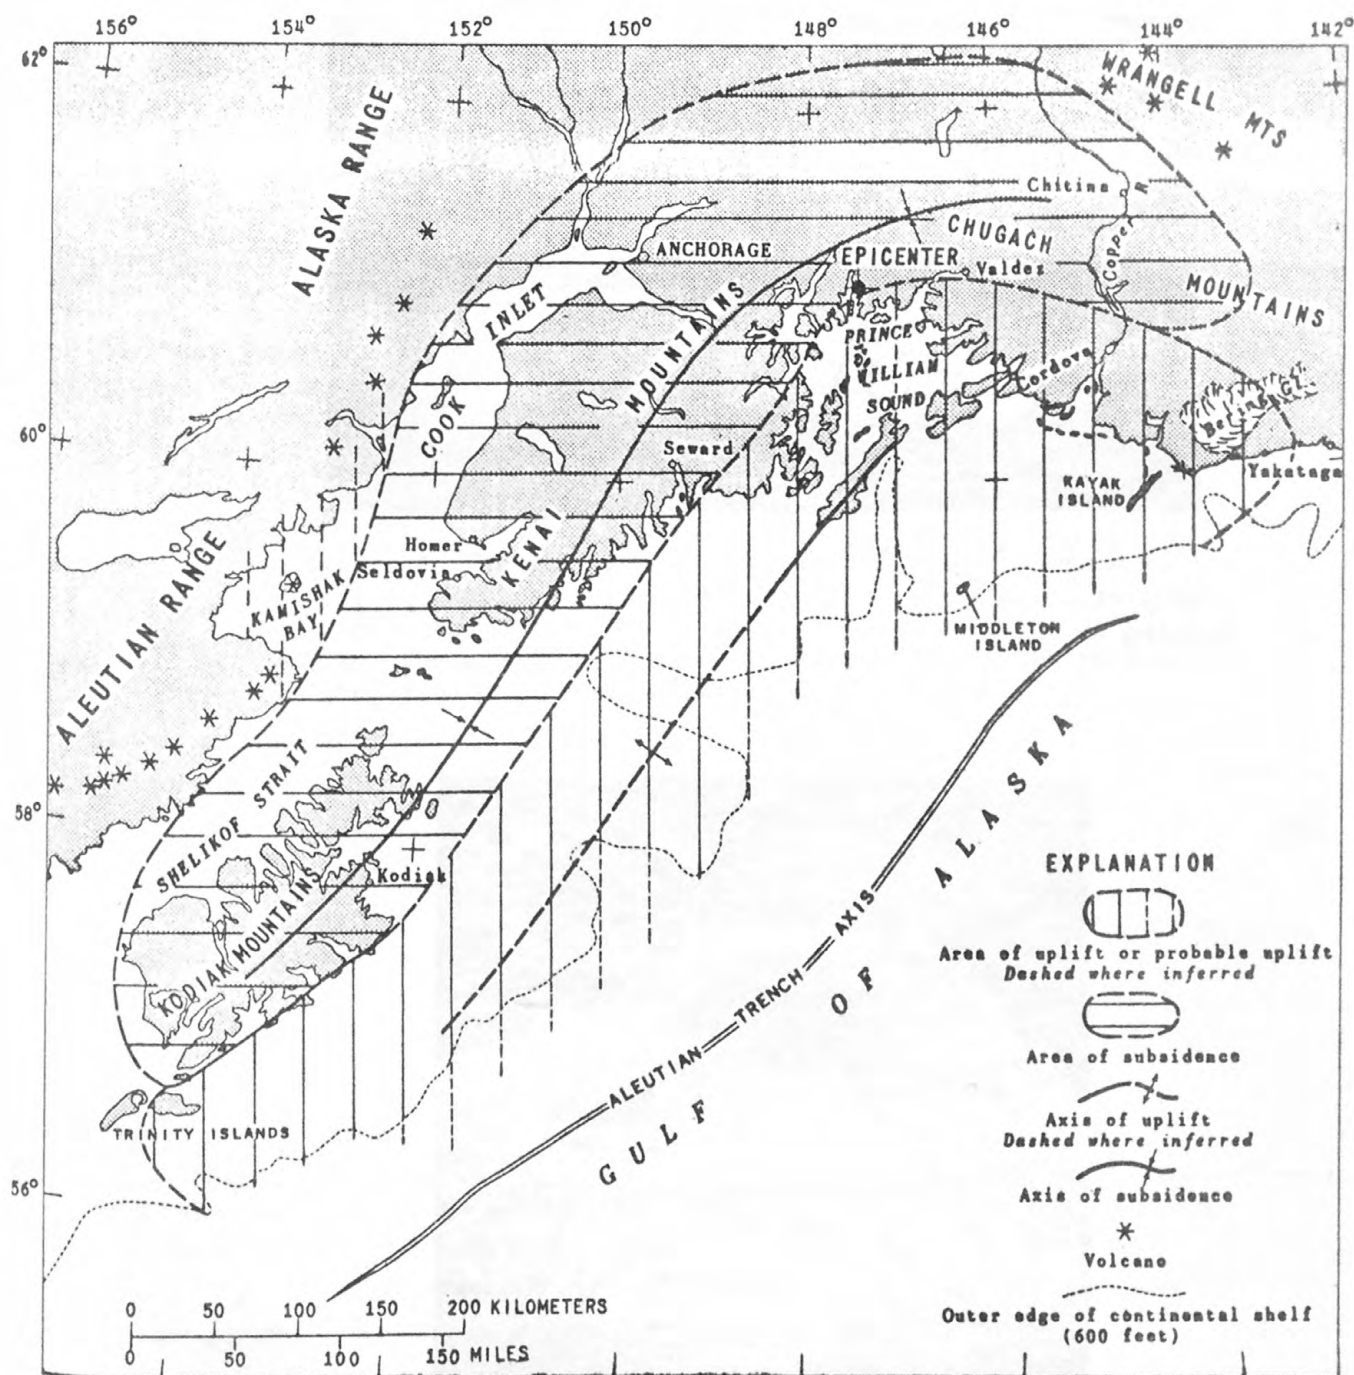 156° 154° 152° 150° 148° 146° 144° 142°
62°
WRANGELL MTS
ALASKA RANGE
Chitina
Copper R
CHUGACH
MOUNTAINS
ANCHORAGE
EPICENTER
Valdez
COOK INLET
PRINCE
WILLIAM
SOUND
Cordova
Bering Gl.
KENAI MOUNTAINS
60°
Seward
KAYAK
ISLAND
Yakataga
Homer
Seldovia
KAMISHAK
BAY
ALEUTIAN RANGE
MIDDLETON
ISLAND
SHELIKOF STRAIT
58°
Kodiak
KODIAK MOUNTAINS
TRINITY ISLANDS
56°
ALEUTIAN TRENCH AXIS
GULF OF ALASKA
EXPLANATION
Area of uplift or probable uplift
Dashed where inferred
Area of subsidence
Axis of uplift
Dashed where inferred
Axis of subsidence
Volcano
Outer edge of continental shelf
(600 feet)
0 50 100 150 200 KILOMETERS
0 50 100 150 MILES